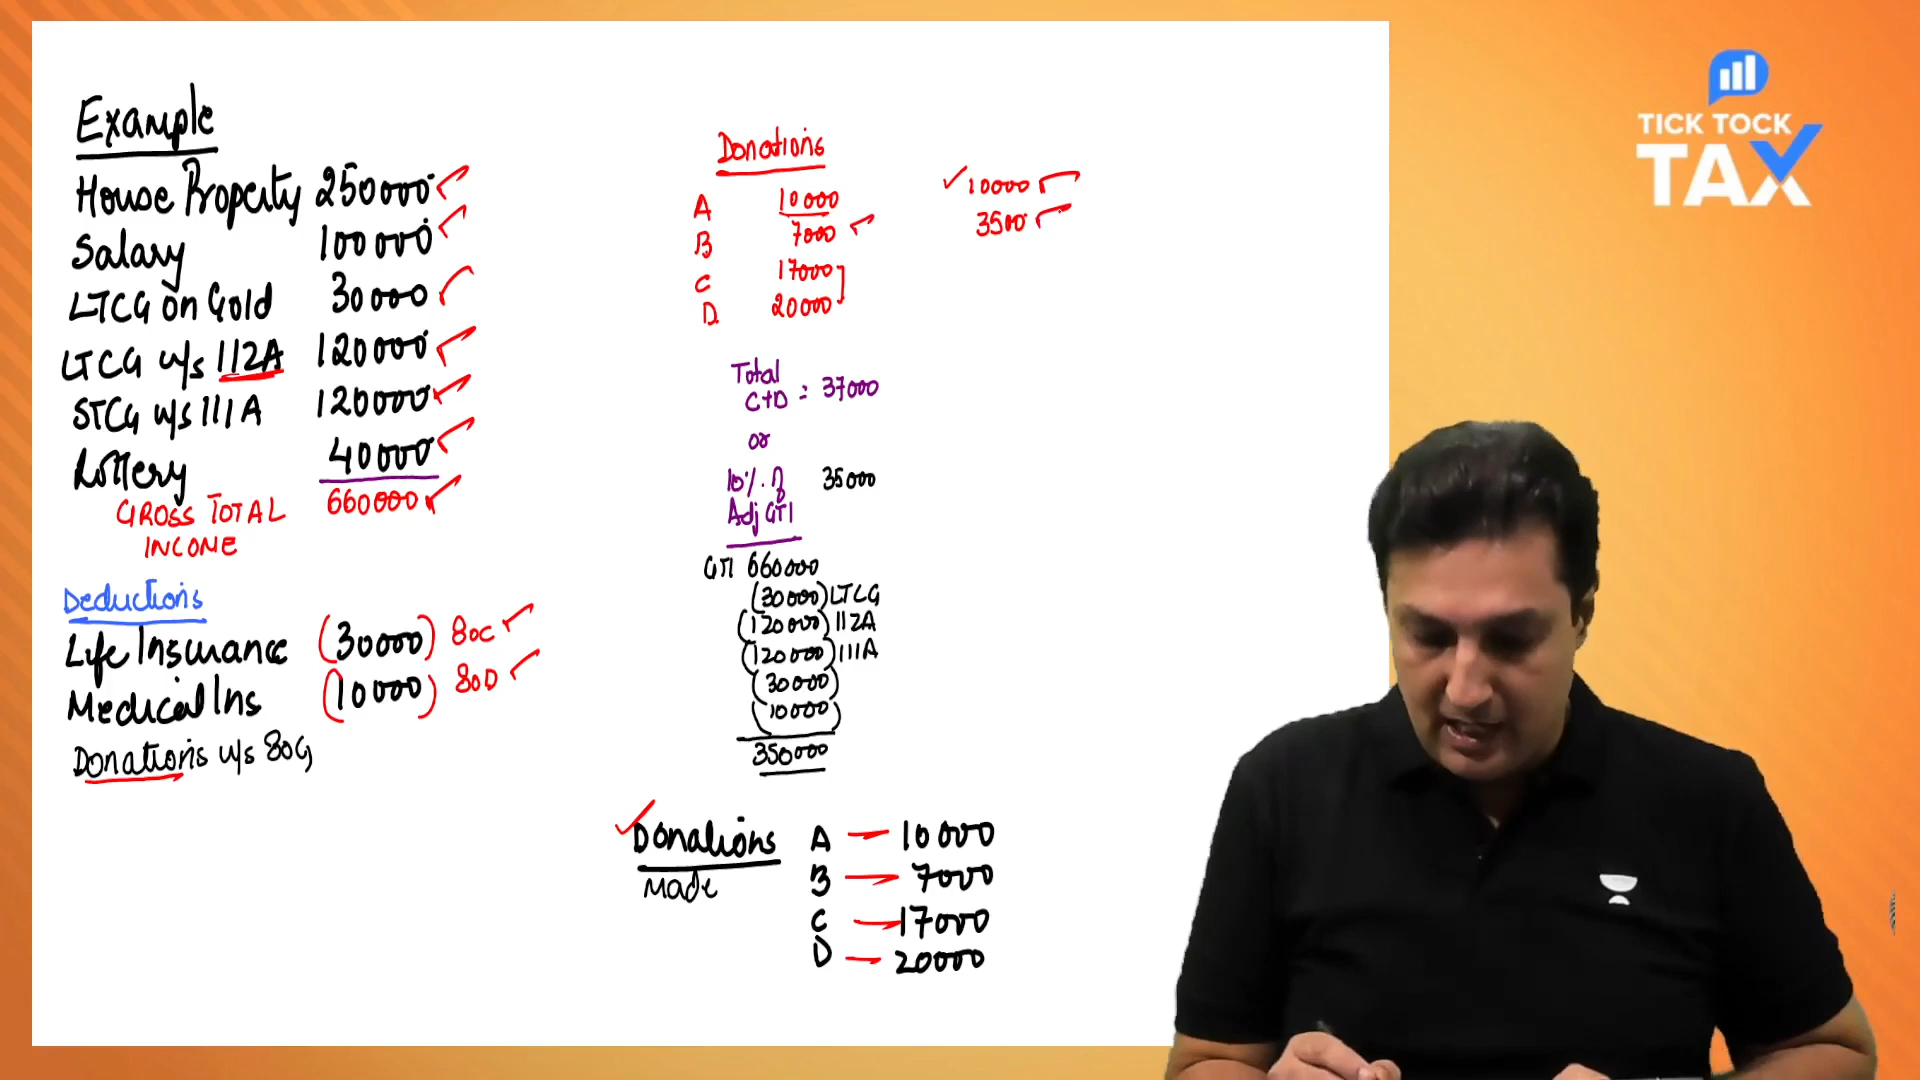 Example
House Property 250000
Salary 100000
LTCG on Gold 30000
LTCG u/s 112A 120000
STCG u/s 111A 120000
Lottery 40000
GROSS TOTAL 660000
INCOME
Deductions
Life Insurance (30000) 80C
Medical Ins (10000) 80D
Donations u/s 80G
Donations
A 10000 10000
B 7000 3500
C 17000
D 20000
Total
C+D = 37000
or
10% of 35000
Adj GTI
GTI 660000
(30000) LTCG
(120000) 112A
(120000) 111A
(30000)
(10000)
350000
Donations A 10000
Made B 7000
C 17000
D 20000
TICK TOCK
TAX